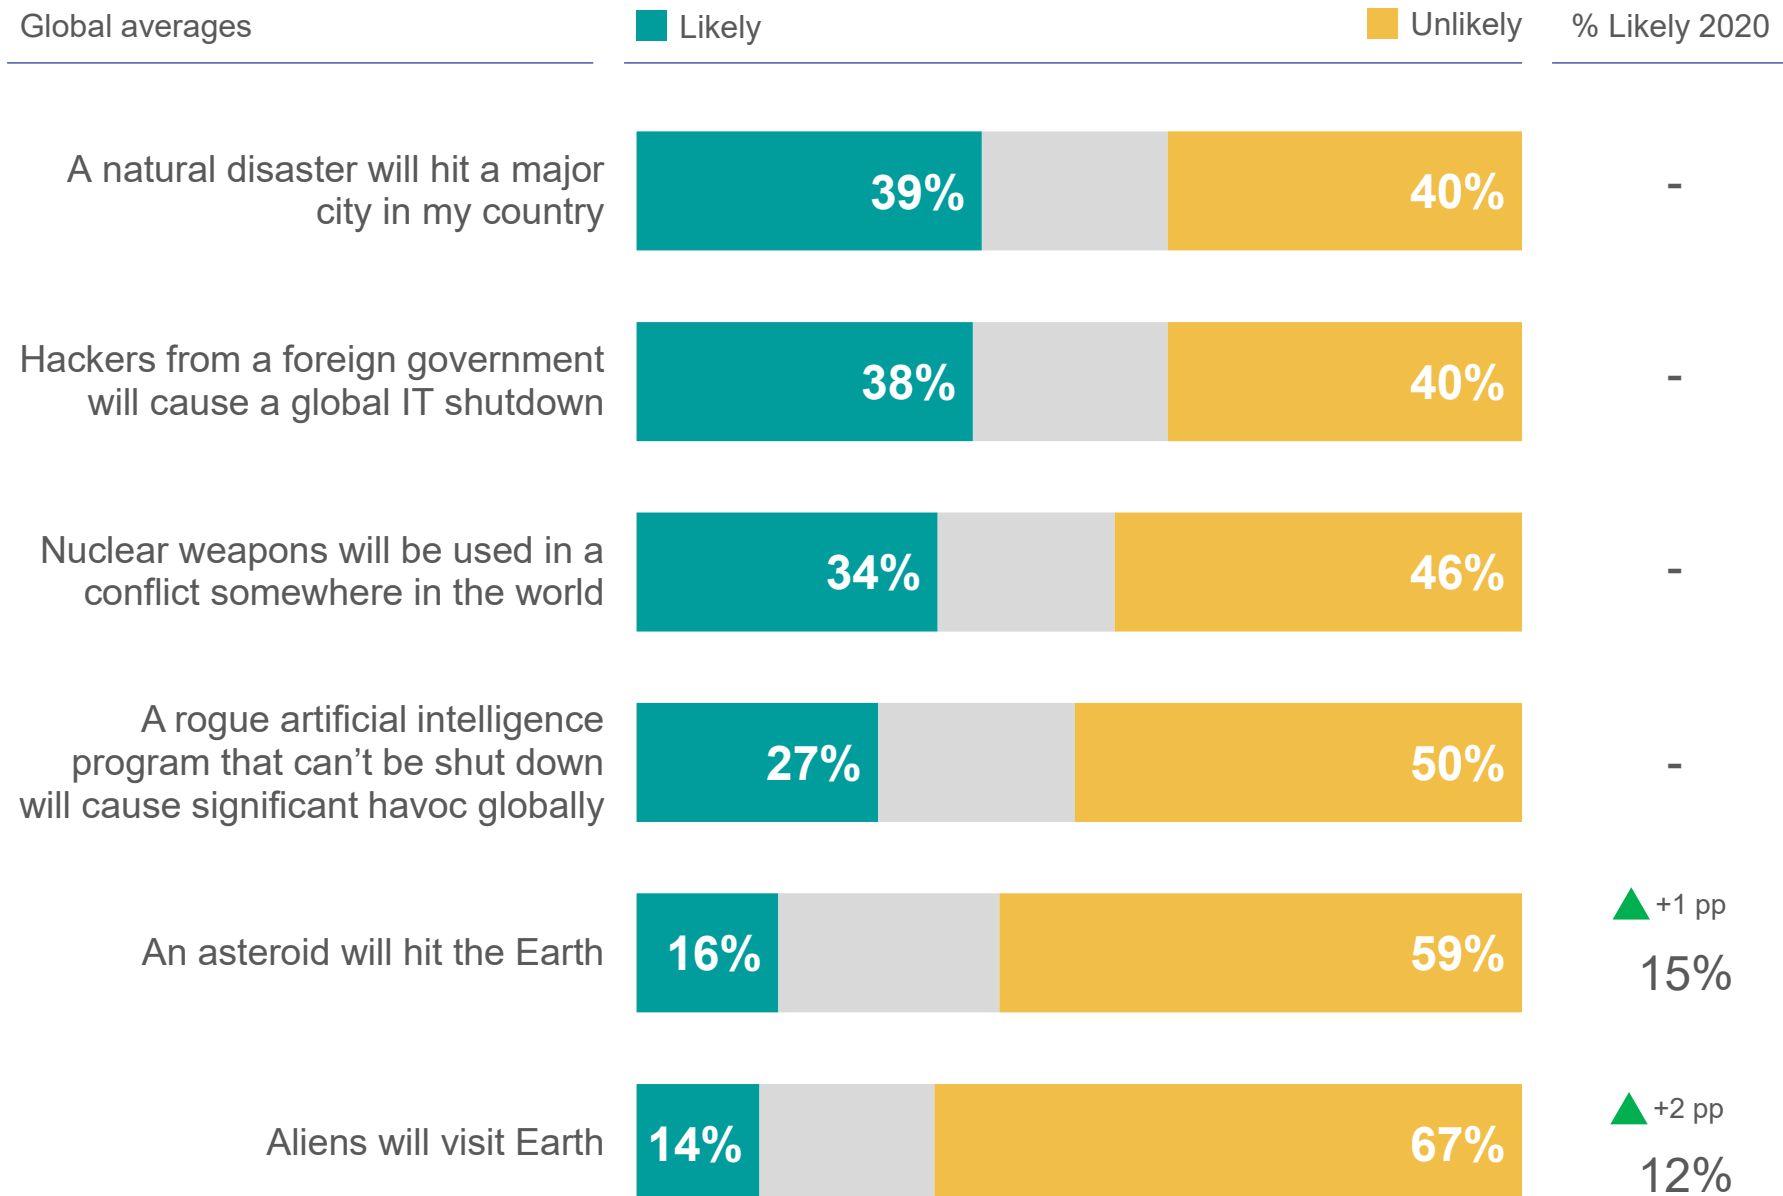 Global averages
Likely
Unlikely
% Likely 2020
A natural disaster will hit a major
city in my country
39%
40%
-
Hackers from a foreign government
will cause a global IT shutdown
38%
40%
-
Nuclear weapons will be used in a
conflict somewhere in the world
34%
46%
-
A rogue artificial intelligence
program that can’t be shut down
will cause significant havoc globally
27%
50%
-
An asteroid will hit the Earth
16%
59%
+1 pp
15%
Aliens will visit Earth
14%
67%
+2 pp
12%